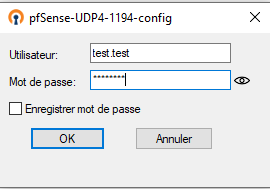 pfSense-UDP4-1194-config
Utilisateur: test.test
Mot de passe: ********
Enregistrer mot de passe
OK Annuler